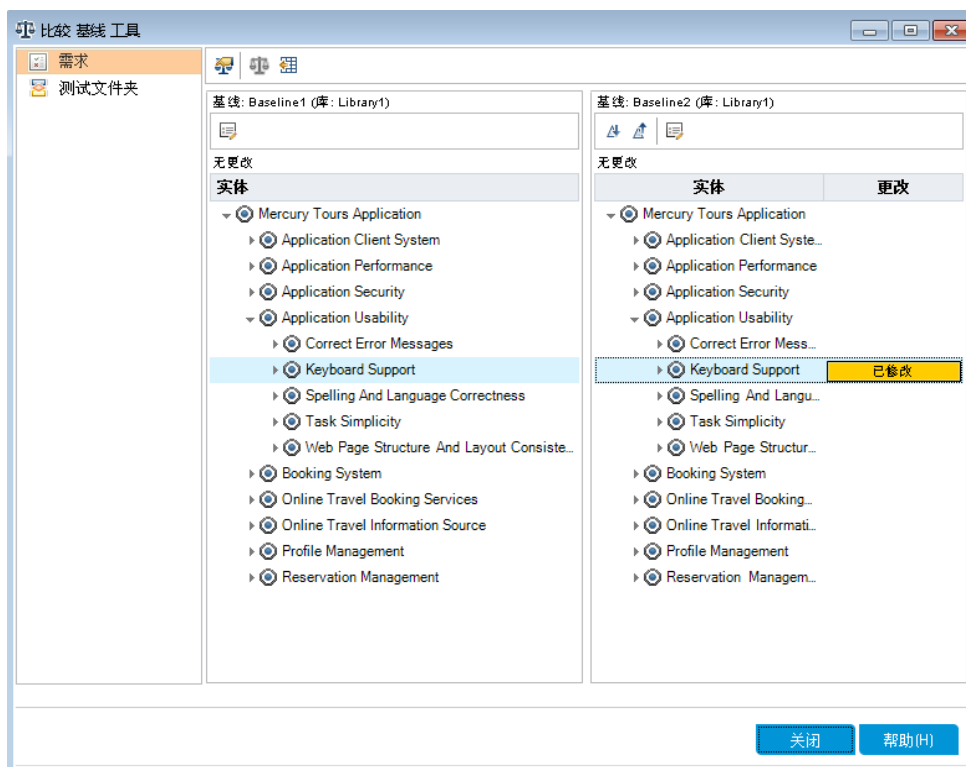 比较 基线 工具
需求
测试文件夹
基线: Baseline1 (库: Library1)
无更改
实体
Mercury Tours Application
Application Client System
Application Performance
Application Security
Application Usability
Correct Error Messages
Keyboard Support
Spelling And Language Correctness
Task Simplicity
Web Page Structure And Layout Consiste...
Booking System
Online Travel Booking Services
Online Travel Information Source
Profile Management
Reservation Management
基线: Baseline2 (库: Library1)
无更改
实体 更改
Mercury Tours Application
Application Client Syste...
Application Performance
Application Security
Application Usability
Correct Error Mess...
Keyboard Support 已修改
Spelling And Langu...
Task Simplicity
Web Page Structur...
Booking System
Online Travel Booking...
Online Travel Informati...
Profile Management
Reservation Managem...
关闭 帮助(H)